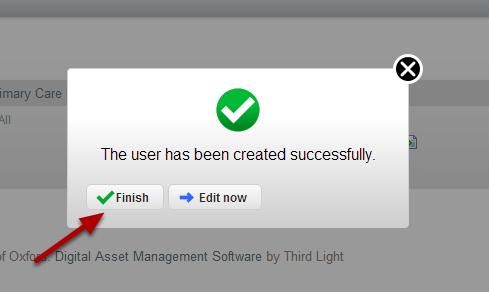 imary Care
All
The user has been created successfully.
Finish
Edit now
of Oxford. Digital Asset Management Software by Third Light